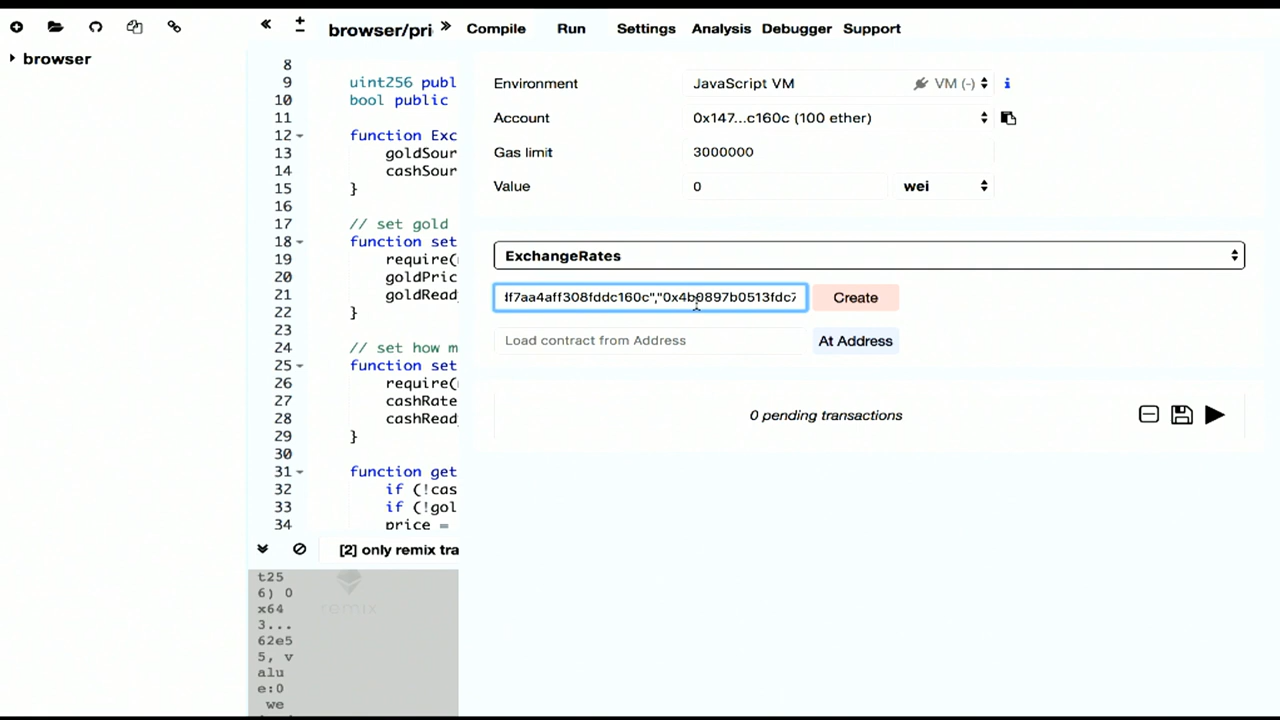 browser/pri
Compile
Run
Settings
Analysis
Debugger
Support
browser
8
9 uint256 publ
10 bool public
11
12 function Exc
13 goldSour
14 cashSour
15 }
16
17 // set gold
18 function set
19 require(
20 goldPric
21 goldRead
22 }
23
24 // set how m
25 function set
26 require(
27 cashRate
28 cashRead
29 }
30
31 function get
32 if (!cas
33 if (!gol
34 price =
[2] only remix tra
remix
t25
6) 0
x64
3...
62e5
5, v
alu
e:0
we
Environment
JavaScript VM
VM (-)
i
Account
0x147...c160c (100 ether)
Gas limit
3000000
Value
0
wei
ExchangeRates
f7aa4aff308fddc160c","0x4b0897b0513fdc7
Create
Load contract from Address
At Address
0 pending transactions